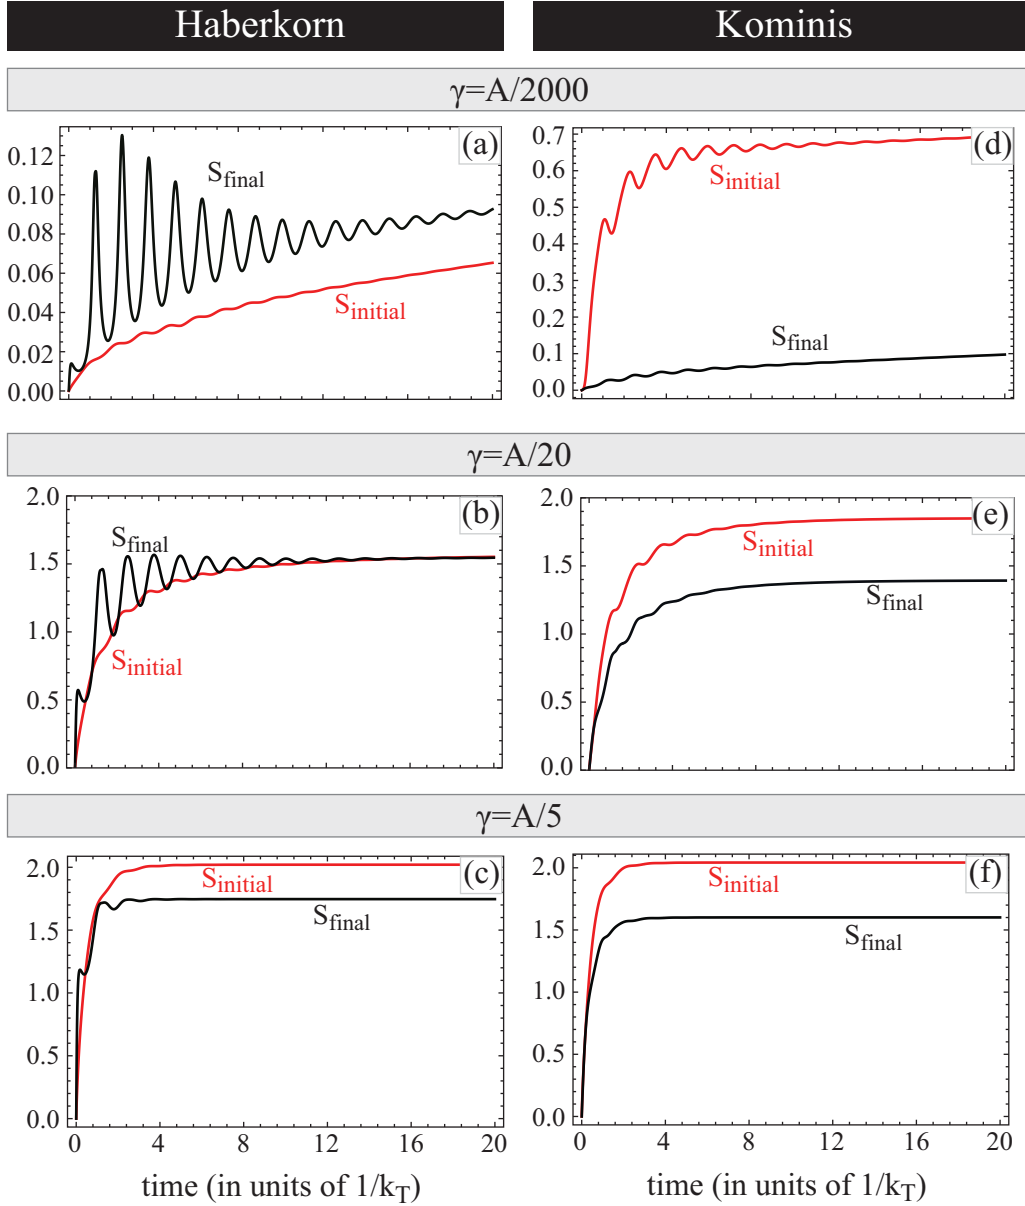 Haberkorn
Kominis
γ=A/2000
(a)
0.12
0.10
0.08
0.06
0.04
0.02
0.00
S_final
S_initial
(d)
0.7
0.6
0.5
0.4
0.3
0.2
0.1
0.0
S_initial
S_final
γ=A/20
(b)
2.0
1.5
1.0
0.5
0.0
S_final
S_initial
(e)
2.0
1.5
1.0
0.5
0.0
S_initial
S_final
γ=A/5
(c)
2.0
1.5
1.0
0.5
0.0
S_initial
S_final
0 4 8 12 16 20
time (in units of 1/k_T)
(f)
2.0
1.5
1.0
0.5
0.0
S_initial
S_final
0 4 8 12 16 20
time (in units of 1/k_T)